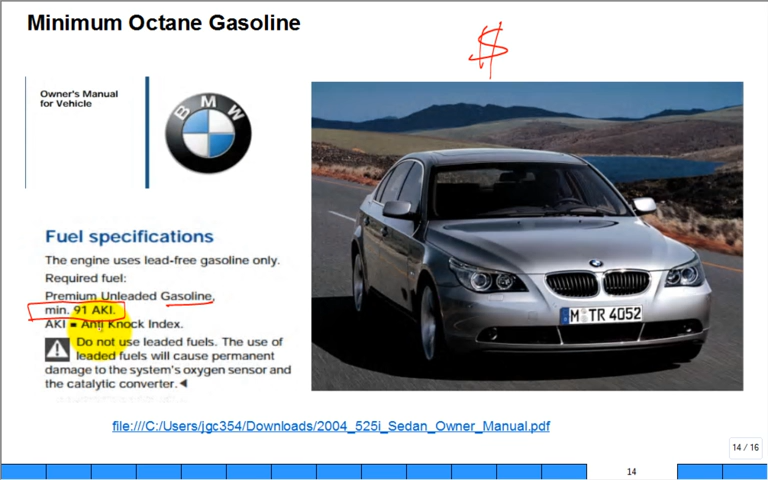 Minimum Octane Gasoline
$
Owner's Manual
for Vehicle
BMW
Fuel specifications
The engine uses lead-free gasoline only.
Required fuel:
Premium Unleaded Gasoline,
min. 91 AKI.
AKI = Anti Knock Index.
Do not use leaded fuels. The use of
leaded fuels will cause permanent
damage to the system's oxygen sensor and
the catalytic converter.
M TR 4052
file:///C:/Users/jgc354/Downloads/2004_525i_Sedan_Owner_Manual.pdf
14 / 16
14